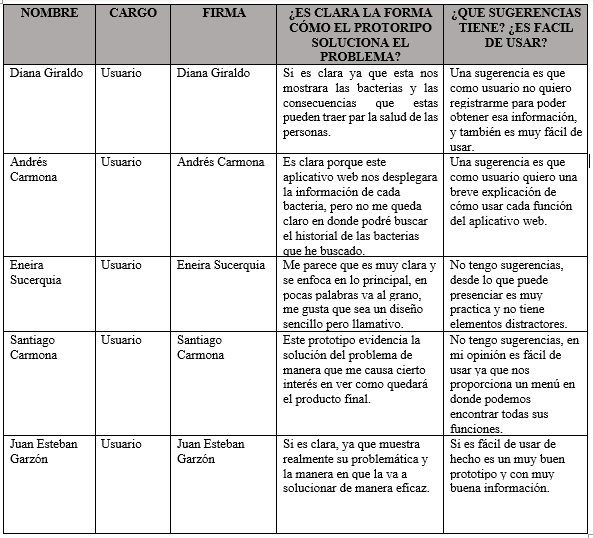 NOMBRE CARGO FIRMA ¿ES CLARA LA FORMA CÓMO EL PROTORIPO SOLUCIONA EL PROBLEMA? ¿QUE SUGERENCIAS TIENE? ¿ES FACIL DE USAR?
Diana Giraldo
Usuario
Diana Giraldo
Si es clara ya que esta nos
mostrara las bacterias y las
consecuencias que estas
pueden traer par la salud de las
personas.
Una sugerencia es que
como usuario no quiero
registrarme para poder
obtener esa información,
y también es muy fácil de
usar.
Andrés
Carmona
Usuario
Andrés Carmona
Es clara porque este
aplicativo web nos desplegara
la información de cada
bacteria, pero no me queda
claro en donde podré buscar
el historial de las bacterias
que he buscado.
Una sugerencia es que
como usuario quiero una
breve explicación de
cómo usar cada función
del aplicativo web.
Eneira
Sucerquia
Usuario
Eneira Sucerquia
Me parece que es muy clara y
se enfoca en lo principal, en
pocas palabras va al grano,
me gusta que sea un diseño
sencillo pero llamativo.
No tengo sugerencias,
desde lo que puede
presenciar es muy
practica y no tiene
elementos distractores.
Santiago
Carmona
Usuario
Santiago
Carmona
Este prototipo evidencia la
solución del problema de
manera que me causa cierto
interés en ver como quedará
el producto final.
No tengo sugerencias, en
mi opinión es fácil de
usar ya que nos
proporciona un menú en
donde podemos
encontrar todas sus
funciones.
Juan Esteban
Garzón
Usuario
Juan Esteban
Garzón
Si es clara, ya que muestra
realmente su problemática y
la manera en que la va a
solucionar de manera eficaz.
Si es fácil de usar de
hecho es un muy buen
prototipo y con muy
buena información.